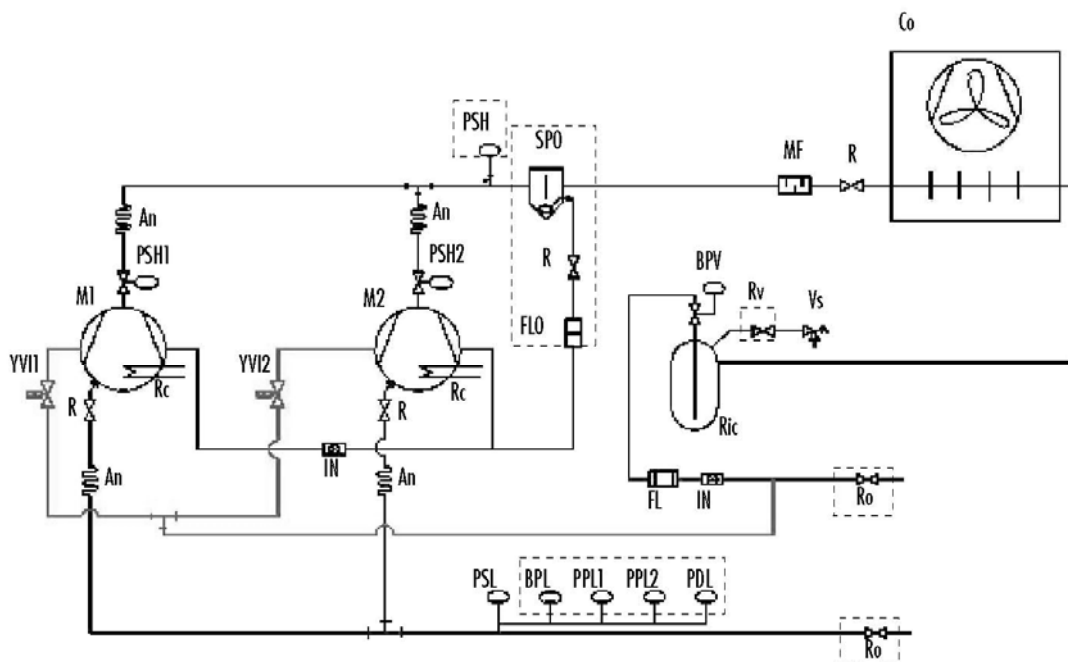 Co
PSH
SPO
MF
R
An
An
PSH1
PSH2
R
BPV
M1
M2
Rv
Vs
FLO
YVI1
YVI2
Rc
Rc
R
R
Ric
IN
An
An
FL
IN
Ro
PSL
BPL
PPL1
PPL2
PDL
Ro